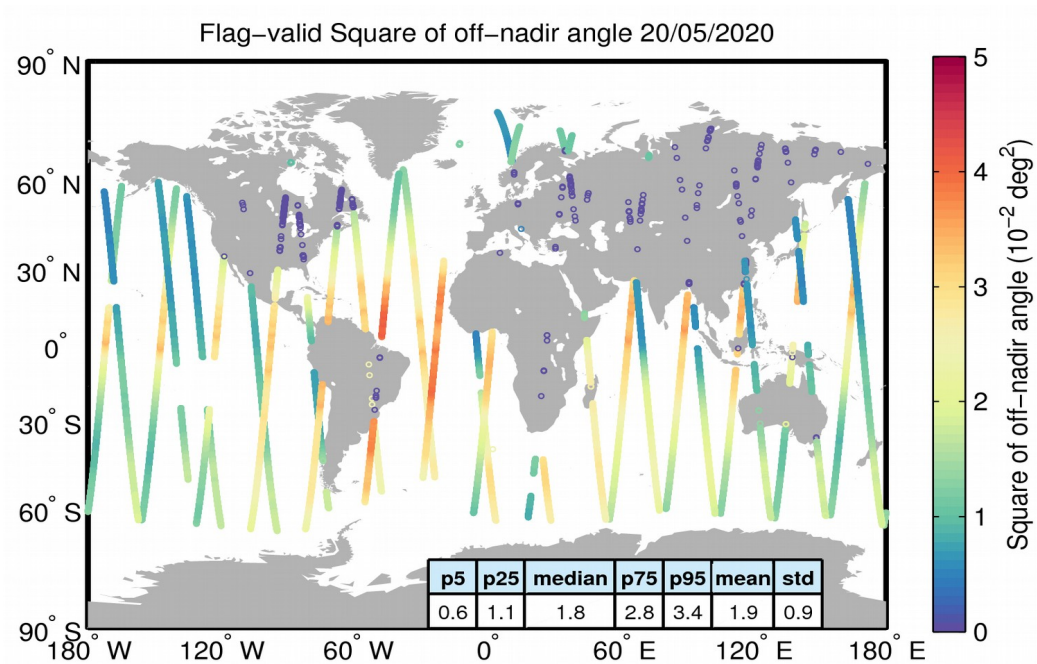 Flag−valid Square of off−nadir angle 20/05/2020
90° N
60° N
30° N
0°
30° S
60° S
90° S
180° W 120° W 60° W 0° 60° E 120° E 180° E
p5 p25 median p75 p95 mean std
0.6 1.1 1.8 2.8 3.4 1.9 0.9
5
4
3
2
1
0
Square of off−nadir angle (10⁻² deg²)